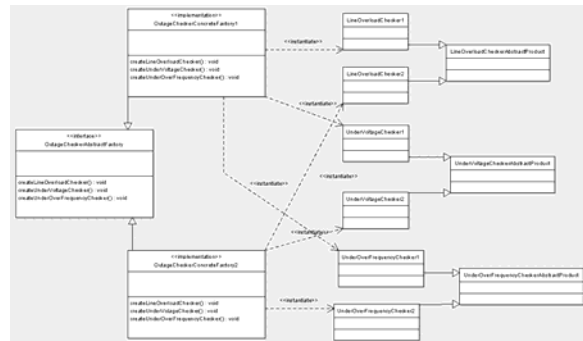 <<implementation>>
OutageCheckerConcreteFactory1
createLineOverloadChecker() : void
createUnderVoltageChecker() : void
createUnderOverFrequencyChecker() : void
<<interface>>
OutageCheckerAbstractFactory
createLineOverloadChecker() : void
createUnderVoltageChecker() : void
createUnderOverFrequencyChecker() : void
<<implementation>>
OutageCheckerConcreteFactory2
createLineOverloadChecker() : void
createUnderVolageChecker() : void
createUnderOverFrequencyChecker() : void
<<instantiate>>
<<instantiate>>
<<instantiate>>
<<instantiate>>
<<instantiate>>
<<instantiate>>
LineOverloadChecker1
LineOverloadChecker2
LineOverloadCheckerAbstractProduct
UnderVoltageChecker1
UnderVoltageChecker2
UnderVoltageCheckerAbstractProduct
UnderOverFrequencyChecker1
UnderOverFrequencyChecker2
UnderOverFrequencyCheckerAbstractProduct